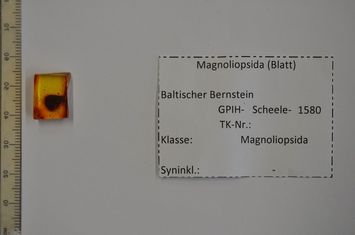 Magnoliopsida (Blatt)
Baltischer Bernstein
GPIH- Scheele- 1580
TK-Nr.:
Klasse: Magnoliopsida
Syninkl.: -